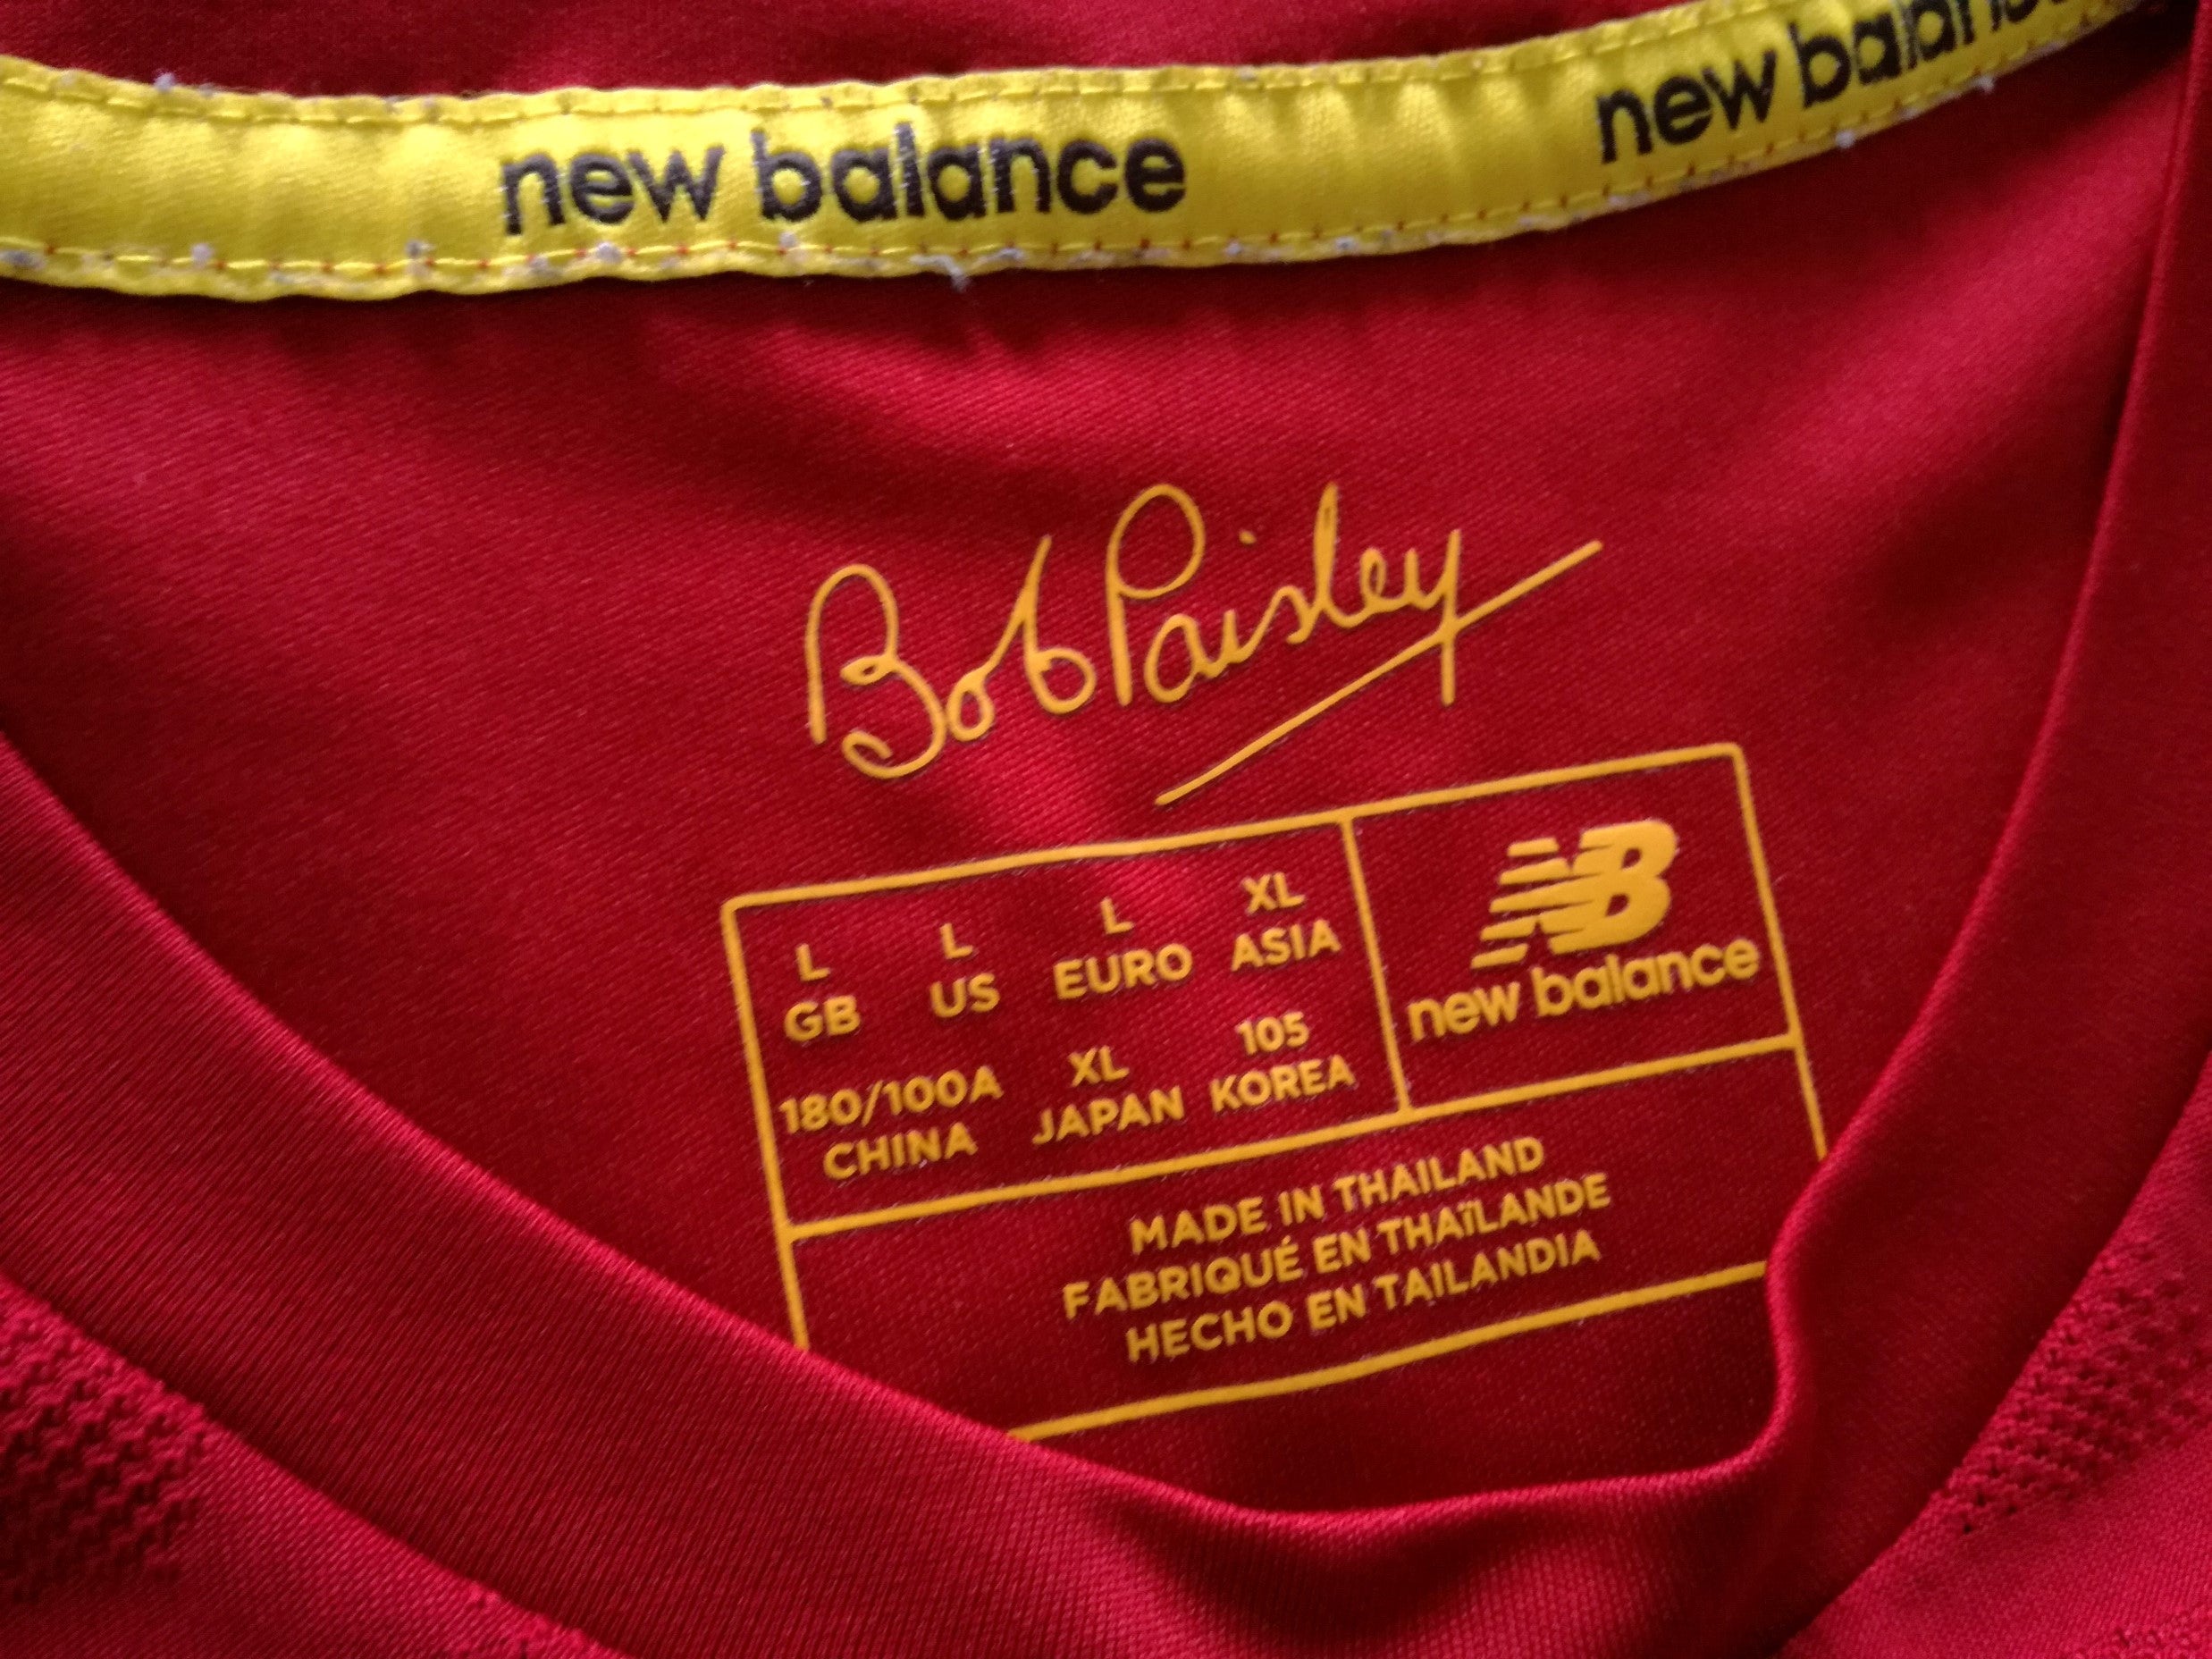 new balance
new balance
Bob Paisley
L L L XL
GB US EURO ASIA
180/100A XL 105
CHINA JAPAN KOREA
NB
new balance
MADE IN THAILAND
FABRIQUÉ EN THAÏLANDE
HECHO EN TAILANDIA